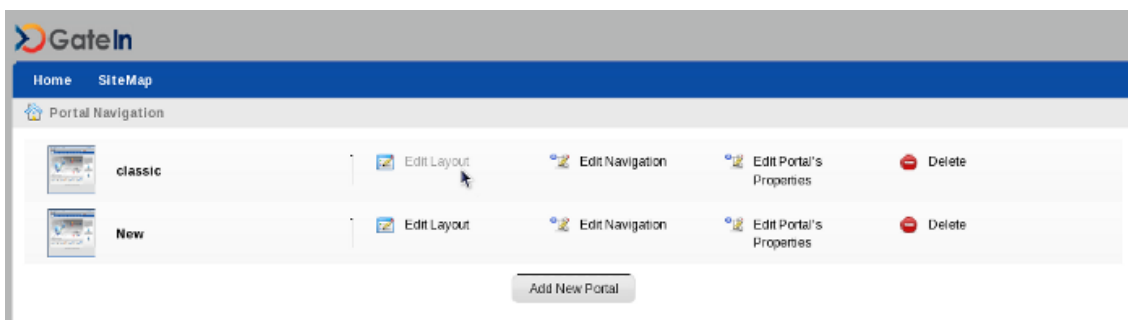 GateIn
Home SiteMap
Portal Navigation
classic Edit Layout Edit Navigation Edit Portal's Properties Delete
New Edit Layout Edit Navigation Edit Portal's Properties Delete
Add New Portal